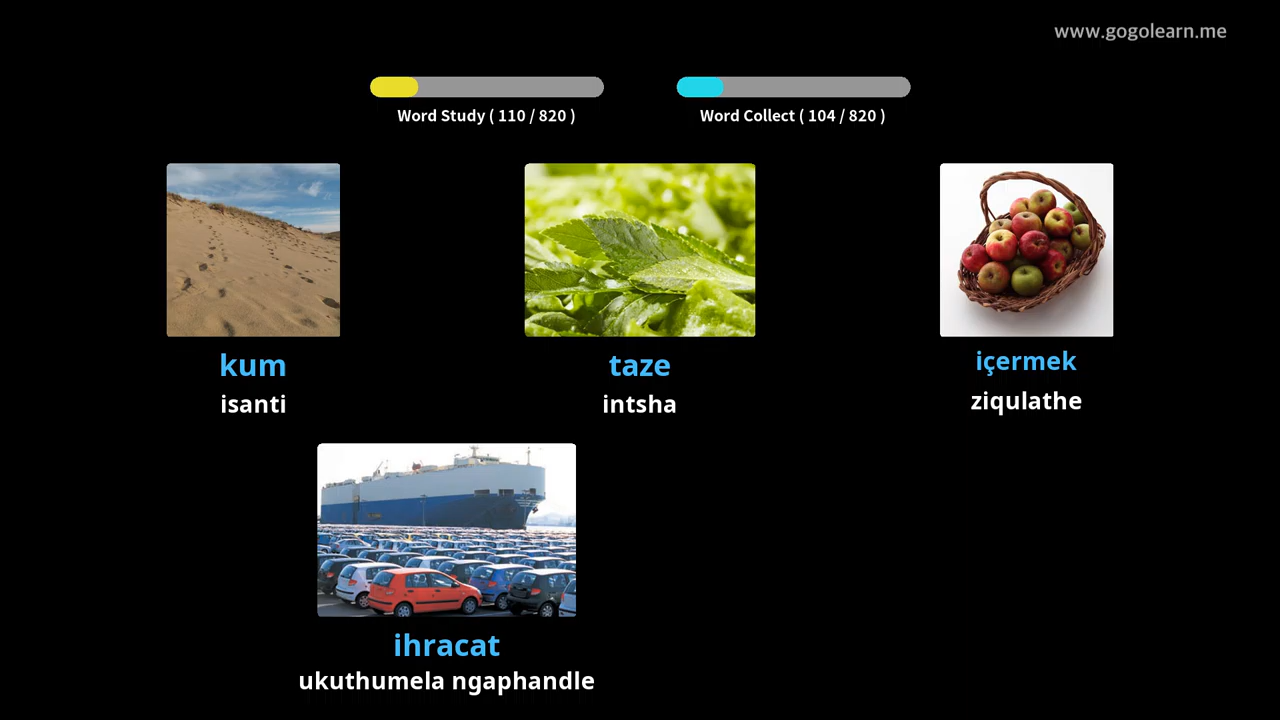 www.gogolearn.me
Word Study ( 110 / 820 )
Word Collect ( 104 / 820 )
kum
isanti
taze
intsha
içermek
ziqulathe
ihracat
ukuthumela ngaphandle